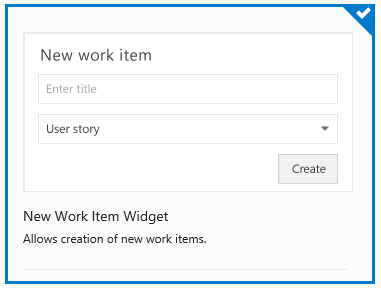 New work item
Enter title
User story
Create
New Work Item Widget
Allows creation of new work items.